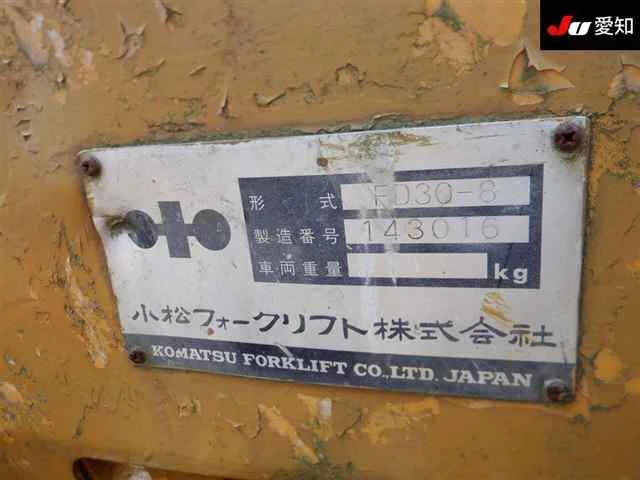 JU 愛知
形式 FD30-8
製造番号 143016
車両重量 kg
小松フォークリフト株式会社
KOMATSU FORKLIFT CO.,LTD. JAPAN